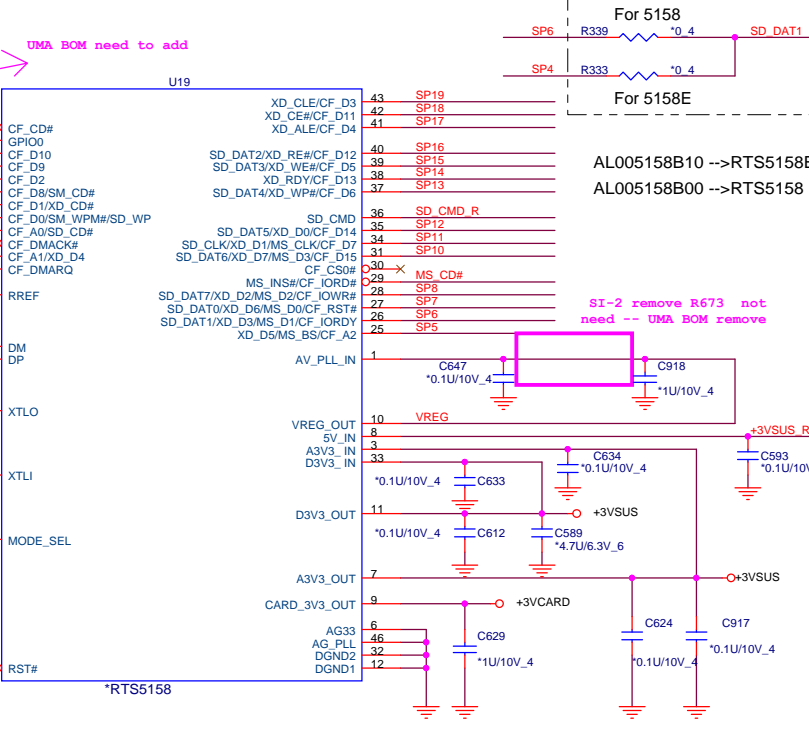 For 5158
SP6 R339 *0_4 SD_DAT1
UMA BOM need to add
SP4 R333 *0_4
For 5158E
U19
XD_CLE/CF_D3 43 SP19
XD_CE#/CF_D11 42 SP18
XD_ALE/CF_D4 41 SP17
CF_CD#
GPIO0
CF_D10 SD_DAT2/XD_RE#/CF_D12 40 SP16
CF_D9 SD_DAT3/XD_WE#/CF_D5 39 SP15
CF_D2 XD_RDY/CF_D13 38 SP14
CF_D8/SM_CD# SD_DAT4/XD_WP#/CF_D6 37 SP13
AL005158B10 -->RTS5158E
AL005158B00 -->RTS5158
CF_D1/XD_CD#
CF_D0/SM_WPM#/SD_WP SD_CMD 36 SD_CMD_R
CF_A0/SD_CD# SD_DAT5/XD_D0/CF_D14 35 SP12
CF_DMACK# SD_CLK/XD_D1/MS_CLK/CF_D7 34 SP11
CF_A1/XD_D4 SD_DAT6/XD_D7/MS_D3/CF_D15 31 SP10
CF_DMARQ CF_CS0# 30
MS_INS#/CF_IORD# 29 MS_CD#
RREF SD_DAT7/XD_D2/MS_D2/CF_IOWR# 28 SP8
SD_DAT0/XD_D6/MS_D0/CF_RST# 27 SP7
SD_DAT1/XD_D3/MS_D1/CF_IORDY 26 SP6
XD_D5/MS_BS/CF_A2 25 SP5
SI-2 remove R673 not
need -- UMA BOM remove
DM
DP AV_PLL_IN 1
C647 C918
*0.1U/10V_4 *1U/10V_4
XTLO
VREG_OUT 10 VREG
5V_IN 8 +3VSUS_R
A3V3_IN 3
D3V3_IN 33
C634 C593
*0.1U/10V_4 *0.1U/10V
XTLI
*0.1U/10V_4 C633
D3V3_OUT 11 +3VSUS
*0.1U/10V_4 C612 C589
*4.7U/6.3V_6
MODE_SEL
A3V3_OUT 7 +3VSUS
CARD_3V3_OUT 9 +3VCARD
AG33 6
AG_PLL 46
DGND2 32
DGND1 12
C629 C624 C917
*1U/10V_4 *0.1U/10V_4 *0.1U/10V_4
RST#
*RTS5158